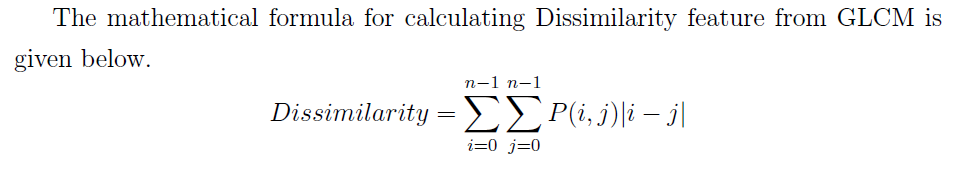 The mathematical formula for calculating Dissimilarity feature from GLCM is
given below.
Dissimilarity = \sum_{i=0}^{n-1} \sum_{j=0}^{n-1} P(i, j)|i − j|